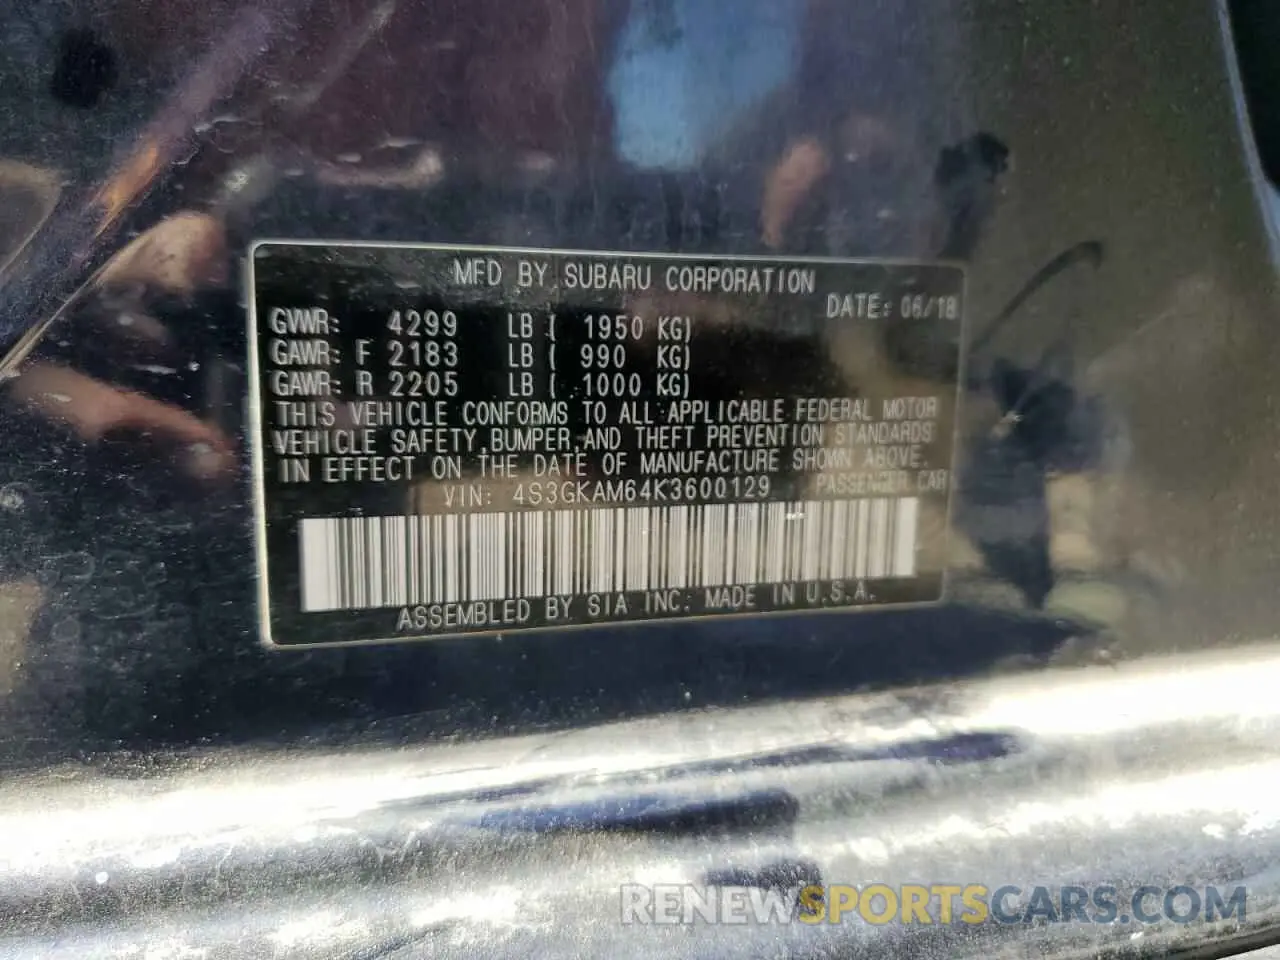 MFD BY SUBARU CORPORATION
DATE: 06/18
GVWR: 4299 LB ( 1950 KG)
GAWR: F 2183 LB ( 990 KG)
GAWR: R 2205 LB ( 1000 KG)
THIS VEHICLE CONFORMS TO ALL APPLICABLE FEDERAL MOTOR
VEHICLE SAFETY, BUMPER, AND THEFT PREVENTION STANDARDS
IN EFFECT ON THE DATE OF MANUFACTURE SHOWN ABOVE.
VIN: 4S3GKAM64K3600129 PASSENGER CAR
ASSEMBLED BY SIA INC. MADE IN U.S.A.
RENEWSPORTSCARS.COM